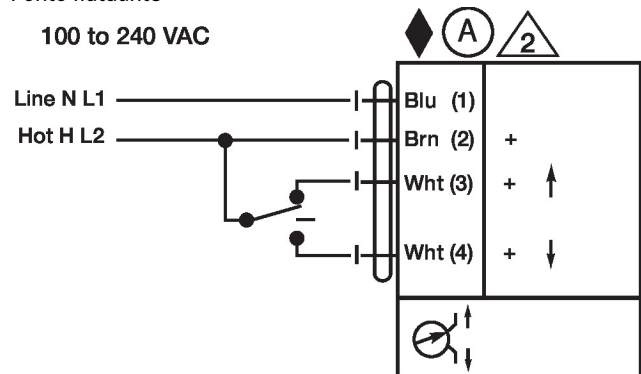 100 to 240 VAC
A
2
Line N L1
Blu (1)
Hot H L2
Brn (2) +
Wht (3) + ↑
Wht (4) + ↓